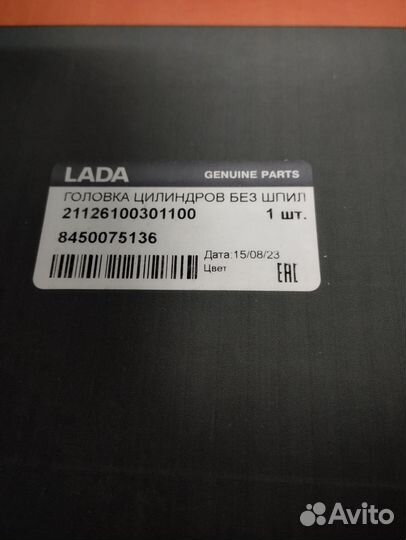 LADA GENUINE PARTS
ГОЛОВКА ЦИЛИНДРОВ БЕЗ ШПИЛ
21126100301100 1 шт.
8450075136
Дата:15/08/23
Цвет EAC
Avito